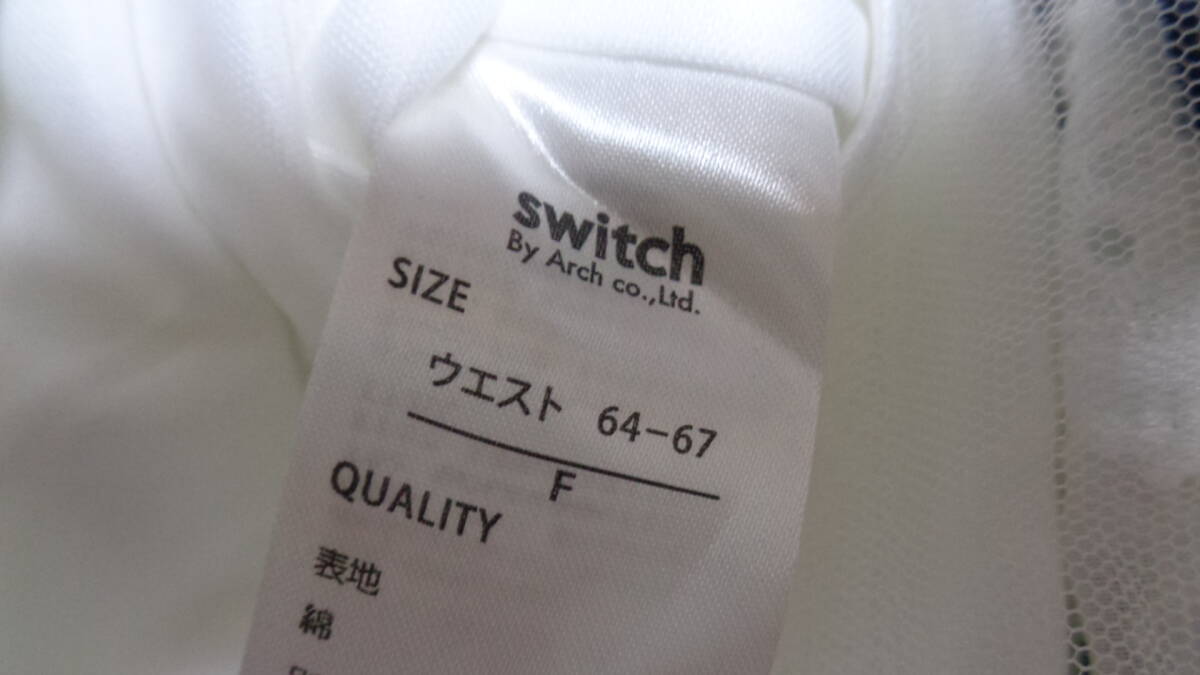 switch
By Arch co.,Ltd.
SIZE
ウエスト 64-67
F
QUALITY
表地
綿